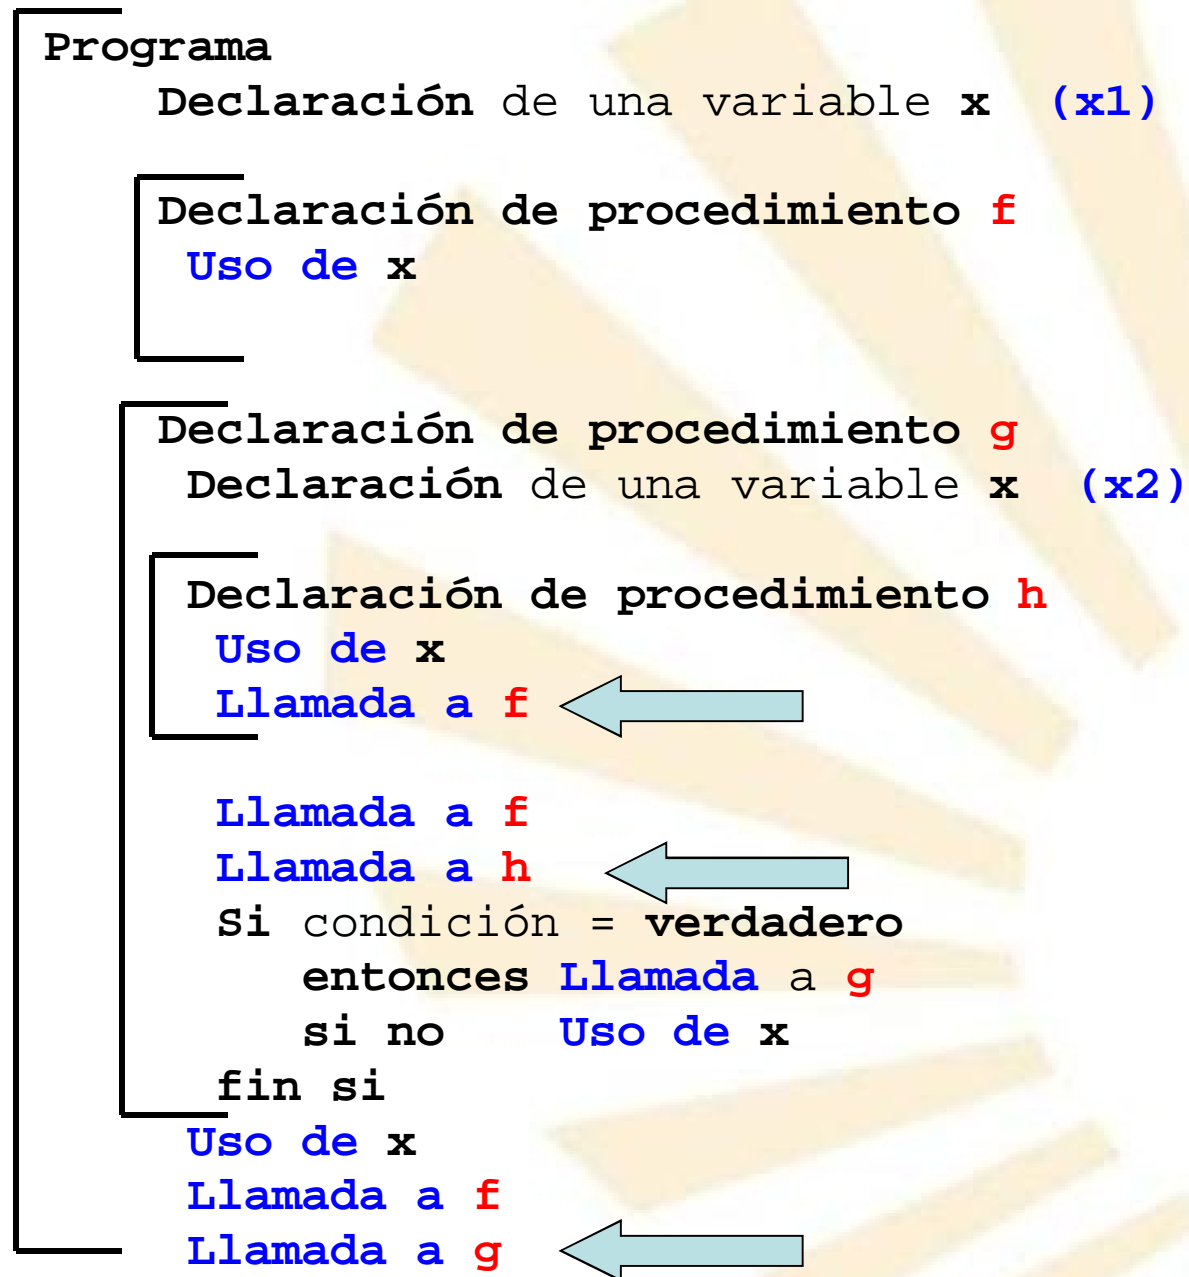 Programa
Declaración de una variable x (x1)
Declaración de procedimiento f
Uso de x
Declaración de procedimiento g
Declaración de una variable x (x2)
Declaración de procedimiento h
Uso de x
Llamada a f
Llamada a f
Llamada a h
Si condición = verdadero
entonces Llamada a g
si no Uso de x
fin si
Uso de x
Llamada a f
Llamada a g